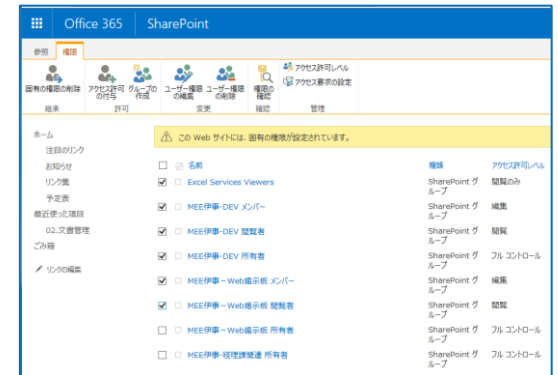 Office 365 SharePoint
参照 権限
固有の権限の削除 アクセス許可の付与 グループの作成 ユーザー権限の編集 ユーザー権限の削除 権限の確認 アクセス許可レベル
アクセス要求の設定
継承 許可 変更 確認 管理
ホーム
注目のリンク
お知らせ
リンク集
予定表
最近使った項目
02.文書管理
ごみ箱
リンクの編集
この Web サイトには、固有の権限が設定されています。
名前 種類 アクセス許可レベル
Excel Services Viewers SharePoint グループ 閲覧のみ
MEE伊事-DEV メンバー SharePoint グループ 編集
MEE伊事-DEV 閲覧者 SharePoint グループ 閲覧
MEE伊事-DEV 所有者 SharePoint グループ フル コントロール
MEE伊事－Web掲示板 メンバー SharePoint グループ 編集
MEE伊事－Web掲示板 閲覧者 SharePoint グループ 閲覧
MEE伊事－Web掲示板 所有者 SharePoint グループ フル コントロール
MEE伊事-経理課関連 所有者 SharePoint グループ フル コントロール